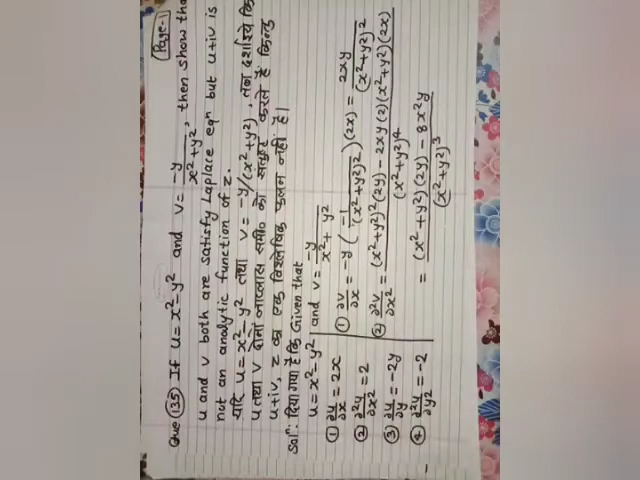 Page-1
Que (135) If u = x²-y² and v = -y/(x²+y²), then show tha
u and v both are satisfy Laplace eqⁿ but u+iv is
not an analytic function of z.
यदि u = x²-y² तथा v = -y/(x²+y²), तब दर्शाइये कि
u तथा v दोनों लाप्लास समी० को सन्तुष्ट करते है किन्तु
u+iv, z का एक विश्लेषिक फलन नहीं है।
Solⁿ: दिया गया है कि Given that
u = x²-y² and v = -y/(x²+y²)
① ∂u/∂x = 2x
② ∂²u/∂x² = 2
③ ∂u/∂y = -2y
④ ∂²u/∂y² = -2
① ∂v/∂x = -y(-1/(x²+y²)²)(2x) = 2xy/(x²+y²)²
② ∂²v/∂x² = ((x²+y²)²(2y) - 2xy(2)(x²+y²)(2x))/(x²+y²)⁴
= ((x²+y²)(2y) - 8x²y)/(x²+y²)³